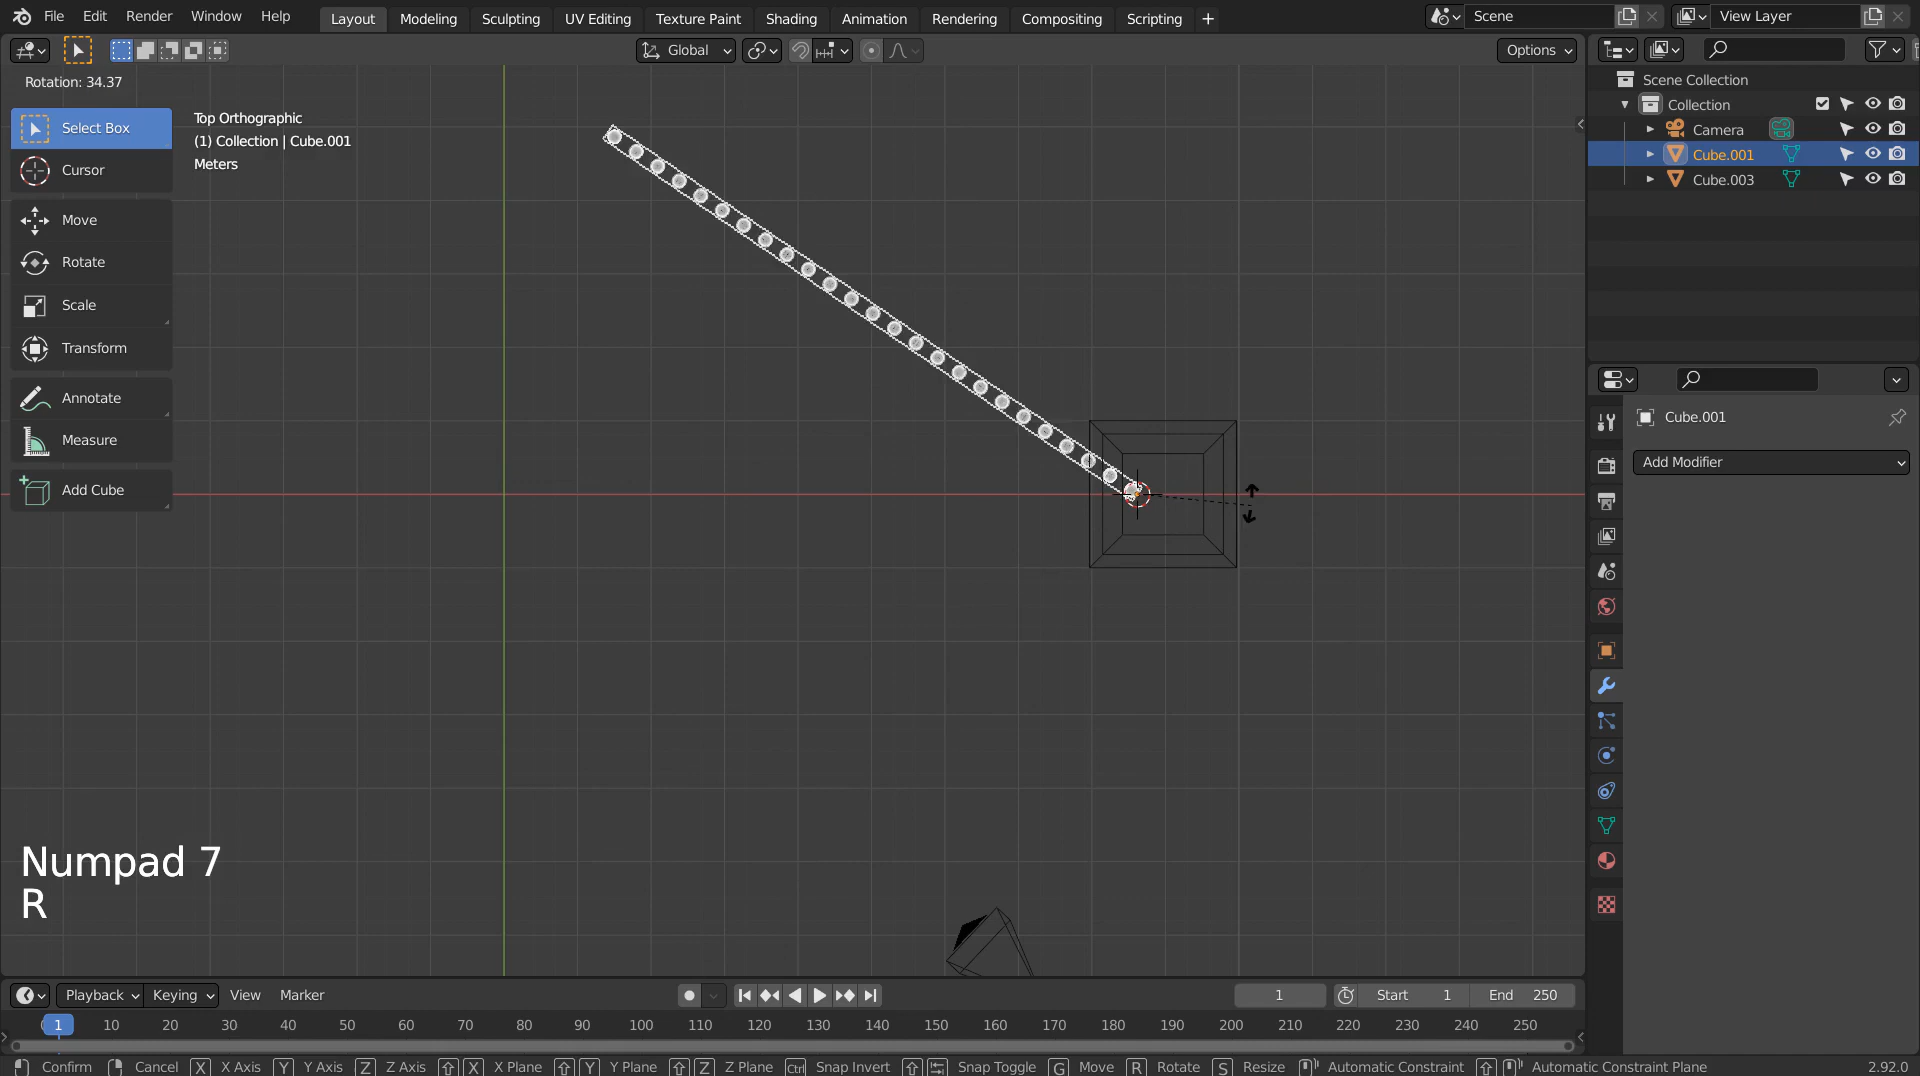 File Edit Render Window Help Layout Modeling Sculpting UV Editing Texture Paint Shading Animation Rendering Compositing Scripting + Scene View Layer
Global Options
Rotation: 34.37
Top Orthographic
(1) Collection | Cube.001
Meters
Select Box
Cursor
Move
Rotate
Scale
Transform
Annotate
Measure
Add Cube
Scene Collection
Collection
Camera
Cube.001
Cube.003
Cube.001
Add Modifier
Numpad 7
R
Playback Keying View Marker 1 Start 1 End 250
1 10 20 30 40 50 60 70 80 90 100 110 120 130 140 150 160 170 180 190 200 210 220 230 240 250
Confirm Cancel X X Axis Y Y Axis Z Z Axis X X Plane Y Y Plane Z Z Plane Ctrl Snap Invert Snap Toggle G Move R Rotate S Resize Automatic Constraint Automatic Constraint Plane 2.92.0